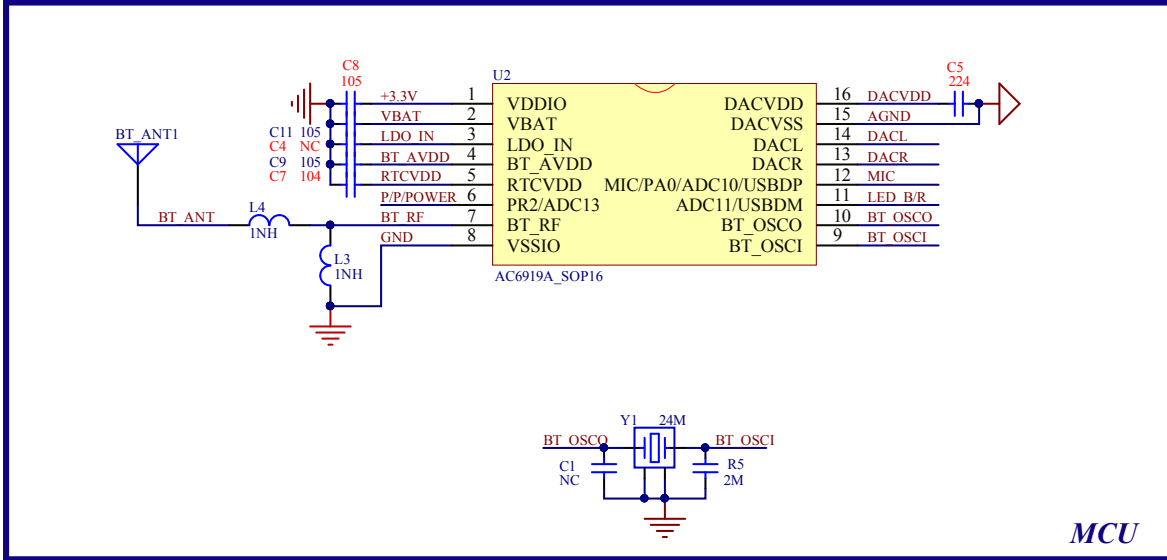 U2
C8
105
C5
224
+3.3V
1
VDDIO
DACVDD
16
DACVDD
VBAT
2
VBAT
DACVSS
15
AGND
C11 105
LDO_IN
3
LDO_IN
DACL
14
DACL
C4 NC
C9 105
BT_AVDD
4
BT_AVDD
DACR
13
DACR
C7 104
RTCVDD
5
RTCVDD
MIC/PA0/ADC10/USBDP
12
MIC
P/P/POWER
6
PR2/ADC13
ADC11/USBDM
11
LED_B/R
BT_ANT1
BT_ANT
L4
1NH
BT_RF
7
BT_RF
BT_OSCO
10
BT_OSCO
GND
8
VSSIO
BT_OSCI
9
BT_OSCI
L3
1NH
AC6919A_SOP16
Y1
24M
BT_OSCO
BT_OSCI
C1
NC
R5
2M
MCU